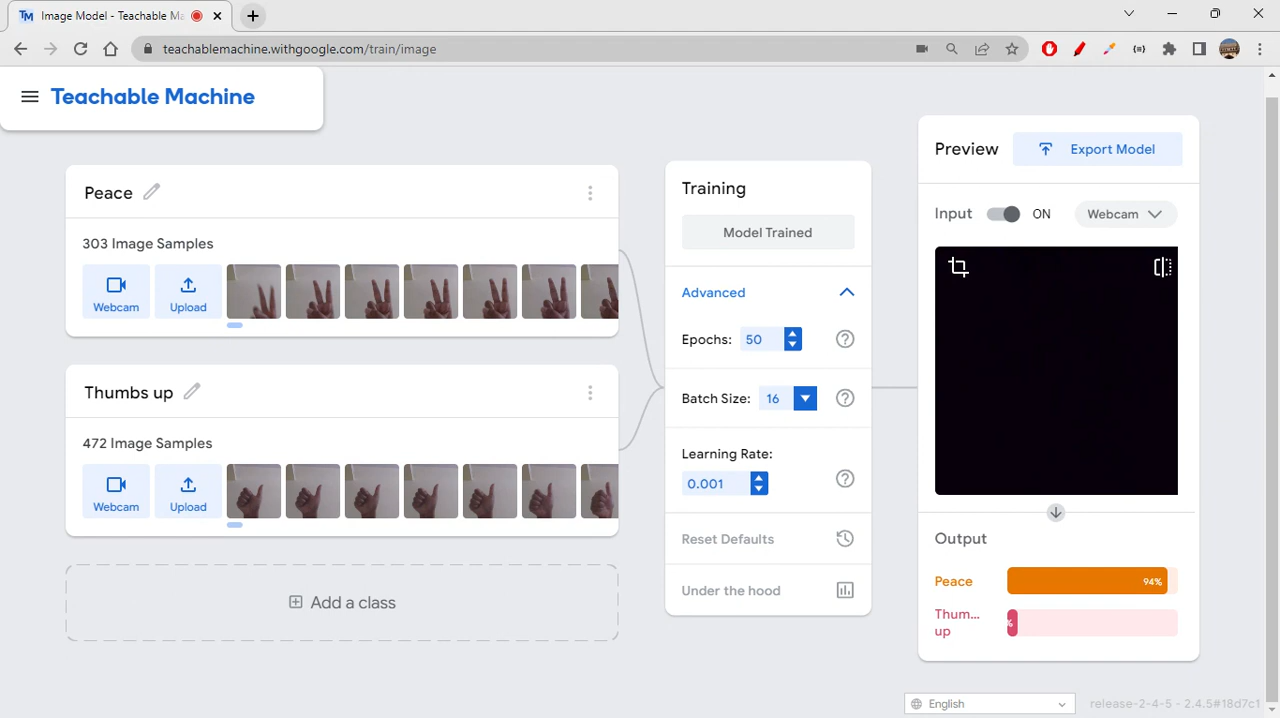 Image Model - Teachable Ma
teachablemachine.withgoogle.com/train/image
Teachable Machine
Peace
303 Image Samples
Webcam
Upload
Thumbs up
472 Image Samples
Webcam
Upload
Add a class
Training
Model Trained
Advanced
Epochs: 50
Batch Size: 16
Learning Rate:
0.001
Reset Defaults
Under the hood
Preview
Export Model
Input
ON
Webcam
Output
Peace
94%
Thum...
up
%
English
release-2-4-5 - 2.4.5#18d7c1